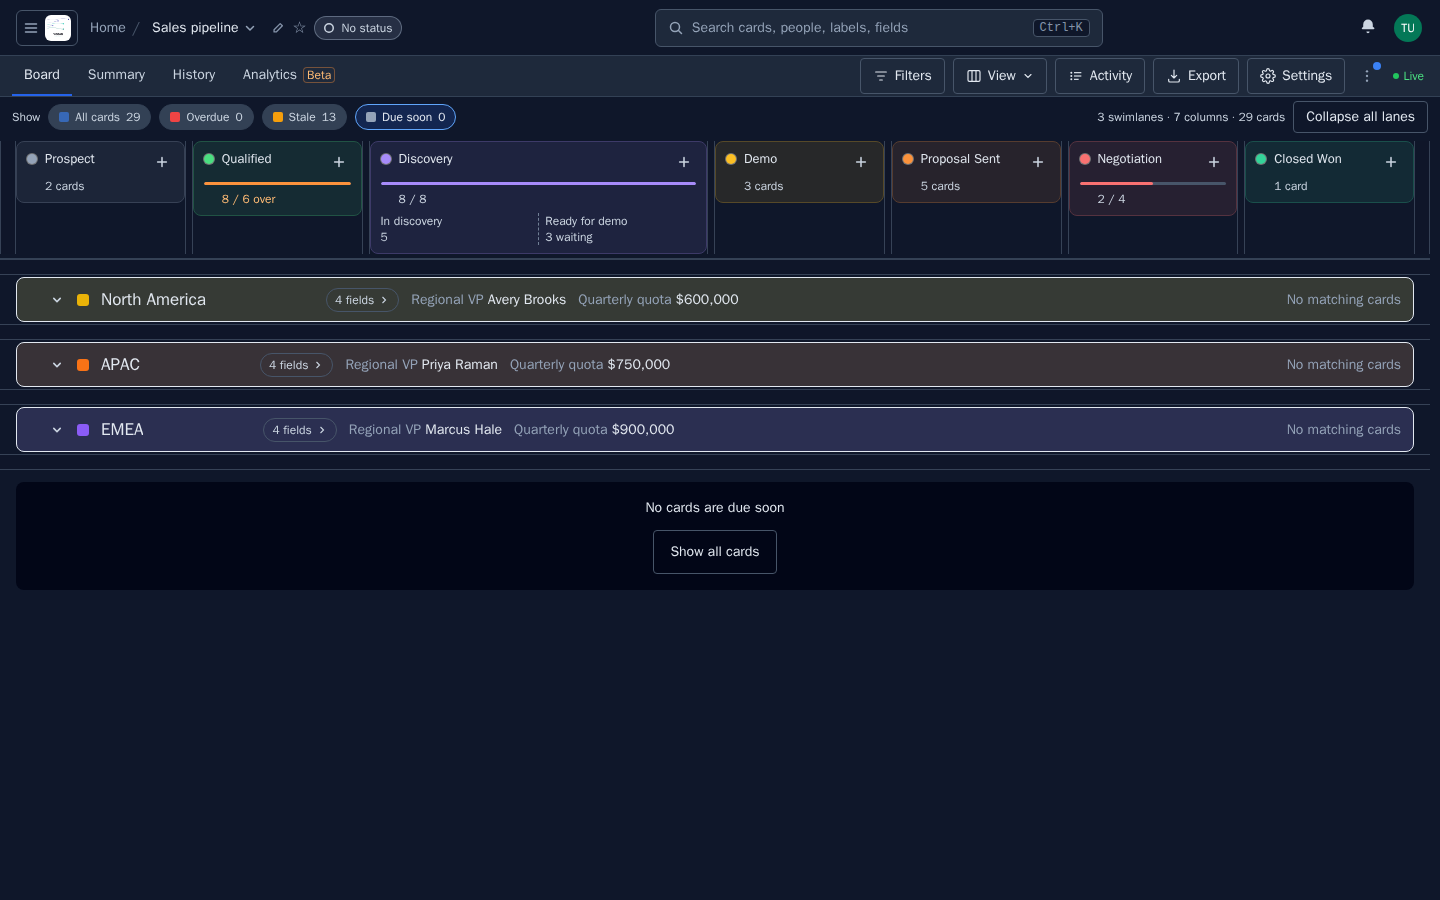 Home / Sales pipeline No status Search cards, people, labels, fields Ctrl+K TU
Board Summary History Analytics Beta Filters View Activity Export Settings Live
Show All cards 29 Overdue 0 Stale 13 Due soon 0 3 swimlanes · 7 columns · 29 cards Collapse all lanes
Prospect Qualified Discovery Demo Proposal Sent Negotiation Closed Won
2 cards 3 cards 5 cards 1 card
8 / 6 over 8 / 8 2 / 4
In discovery Ready for demo
5 3 waiting
North America 4 fields Regional VP Avery Brooks Quarterly quota $600,000 No matching cards
APAC 4 fields Regional VP Priya Raman Quarterly quota $750,000 No matching cards
EMEA 4 fields Regional VP Marcus Hale Quarterly quota $900,000 No matching cards
No cards are due soon
Show all cards